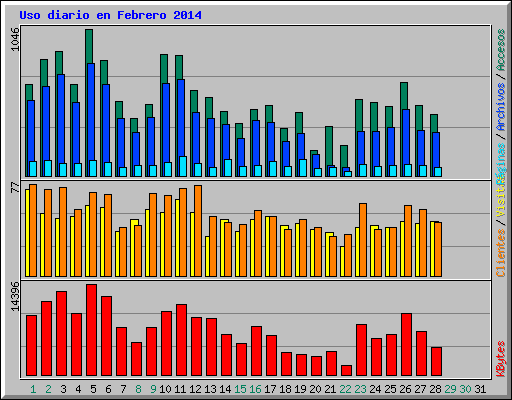 Uso diario en Febrero 2014
1046
77
14396
Accesos / Archivos / Páginas
Clientes / visitas
KBytes
1 2 3 4 5 6 7 8 9 10 11 12 13 14 15 16 17 18 19 20 21 22 23 24 25 26 27 28 29 30 31